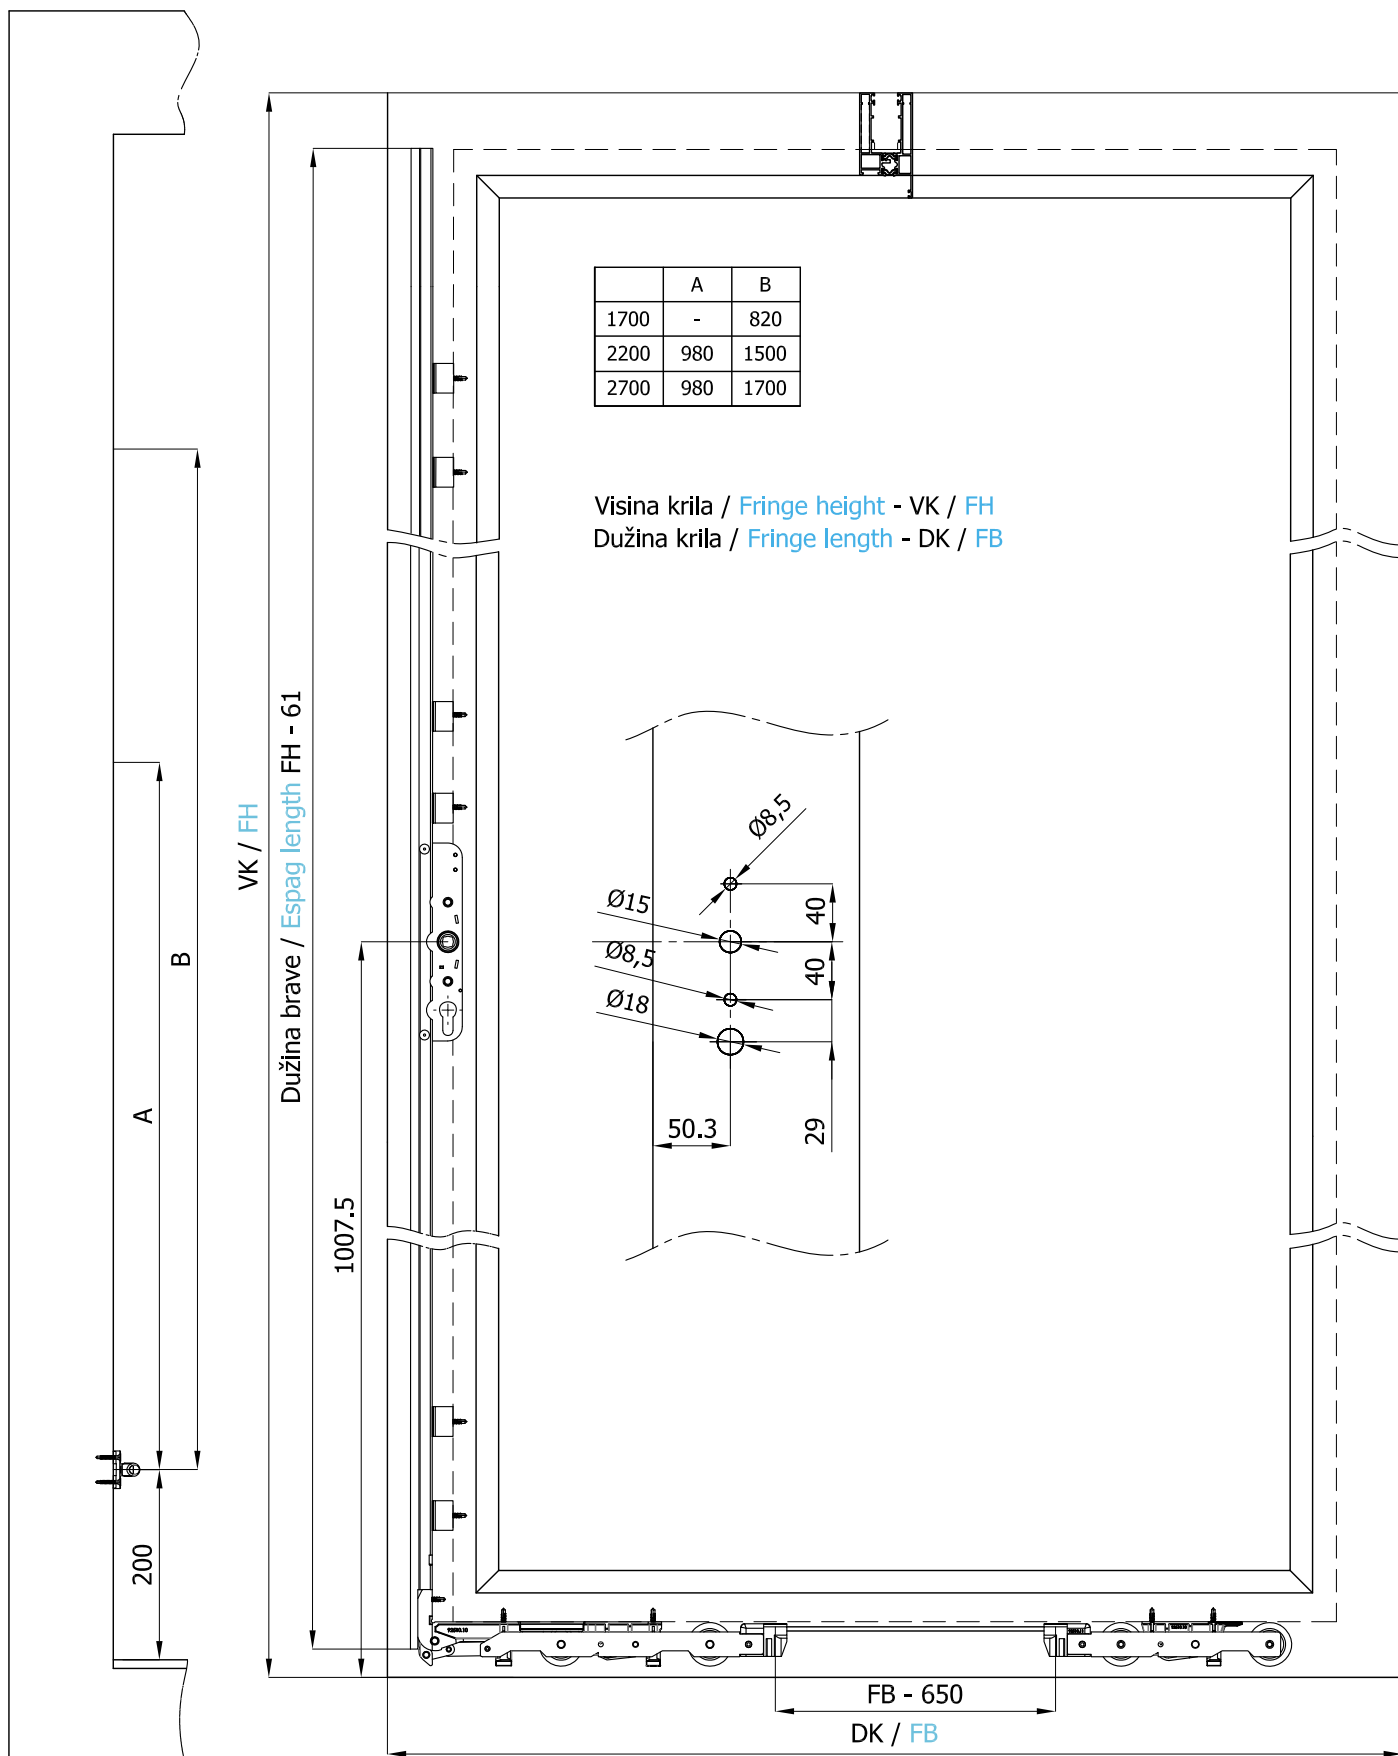 A B
1700 - 820
2200 980 1500
2700 980 1700
Visina krila / Fringe height - VK / FH
Dužina krila / Fringe length - DK / FB
VK / FH
Dužina brave / Espag length FH - 61
B
A
200
1007.5
Ø8,5
Ø15
Ø8,5
Ø18
40
40
29
50.3
FB - 650
DK / FB